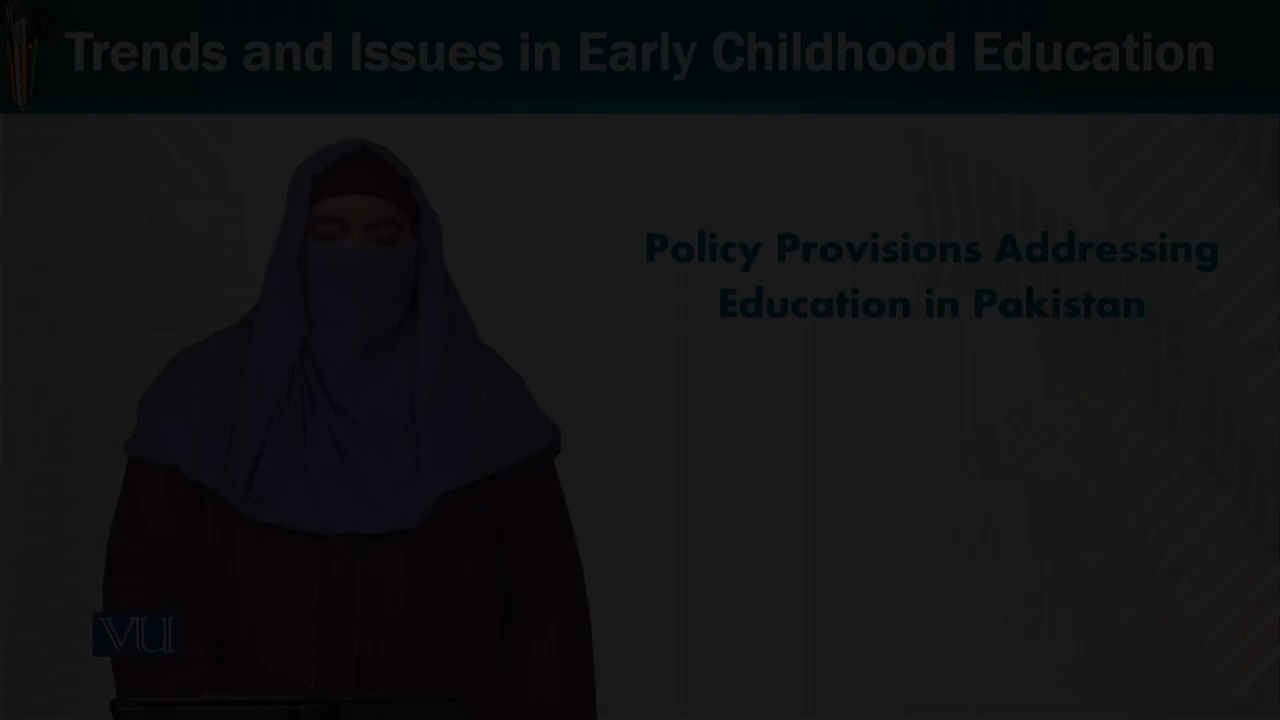 Trends and Issues in Early Childhood Education
Policy Provisions Addressing
Education in Pakistan
VU